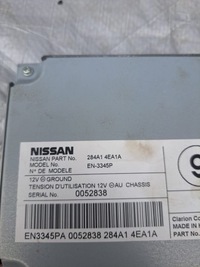 NISSAN
NISSAN PART No. 284A1 4EA1A
MODEL No. EN-3345P
N° DE MODELE
12V ⊖ GROUND
TENSION D'UTILISATION 12V ⊖ AU CHASSIS
SERIAL No. 0052838
9
EN3345PA 0052838 284A1 4EA1A
Clarion Co
Made in